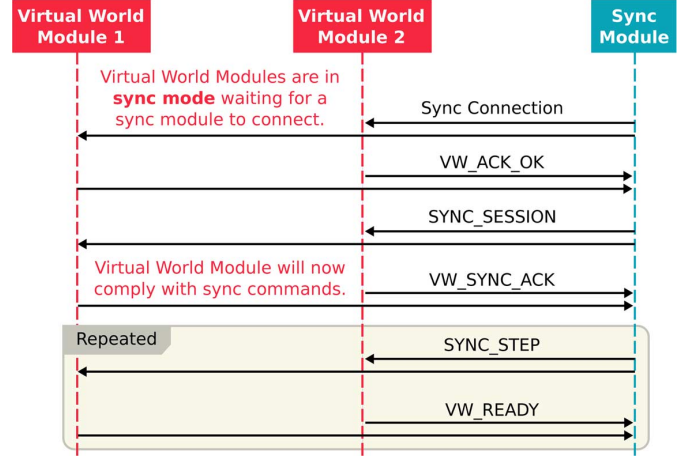 Virtual World
Module 1
Virtual World
Module 2
Sync
Module
Virtual World Modules are in
sync mode waiting for a
sync module to connect.
Sync Connection
VW_ACK_OK
SYNC_SESSION
Virtual World Module will now
comply with sync commands.
VW_SYNC_ACK
Repeated
SYNC_STEP
VW_READY